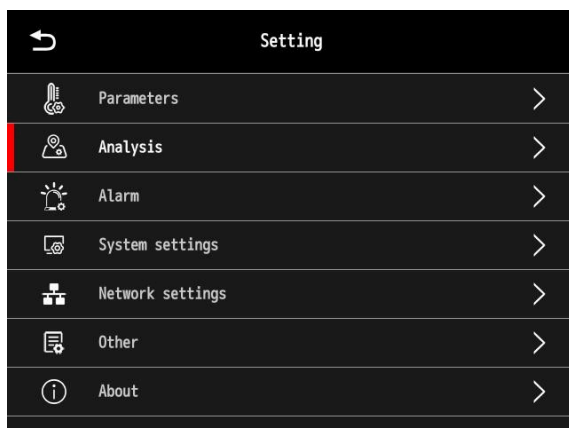 Setting
Parameters
Analysis
Alarm
System settings
Network settings
Other
About